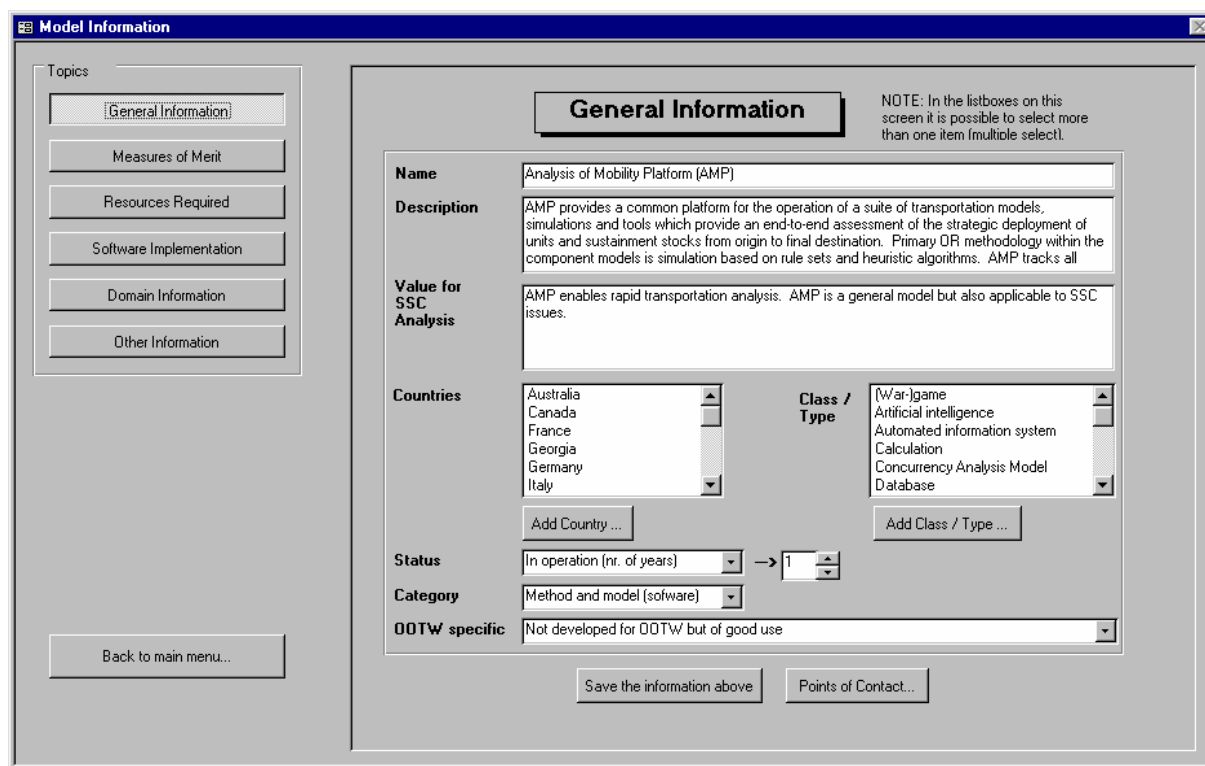 Model Information
Topics
General Information
Measures of Merit
Resources Required
Software Implementation
Domain Information
Other Information
Back to main menu...
General Information
NOTE: In the listboxes on this
screen it is possible to select more
than one item (multiple select).
Name
Analysis of Mobility Platform (AMP)
Description
AMP provides a common platform for the operation of a suite of transportation models,
simulations and tools which provide an end-to-end assessment of the strategic deployment of
units and sustainment stocks from origin to final destination.  Primary OR methodology within the
component models is simulation based on rule sets and heuristic algorithms.  AMP tracks all
Value for
SSC
Analysis
AMP enables rapid transportation analysis.  AMP is a general model but also applicable to SSC
issues.
Countries
Australia
Canada
France
Georgia
Germany
Italy
Add Country ...
Class /
Type
(War-)game
Artificial intelligence
Automated information system
Calculation
Concurrency Analysis Model
Database
Add Class / Type ...
Status
In operation (nr. of years)
--> 1
Category
Method and model (sofware)
OOTW specific
Not developed for OOTW but of good use
Save the information above
Points of Contact...